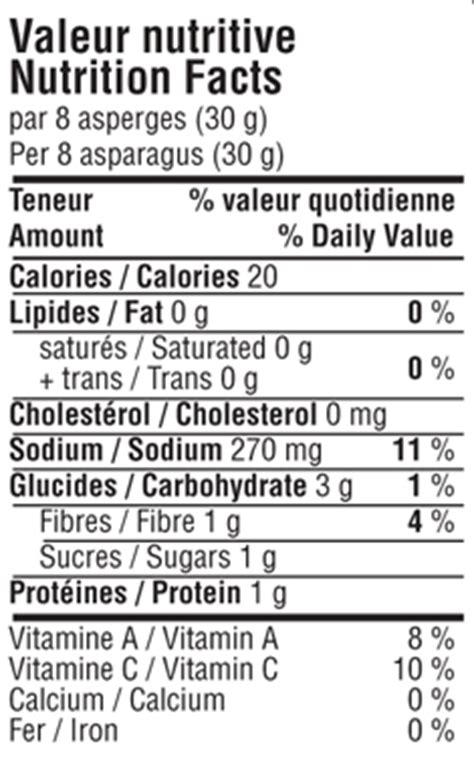 Valeur nutritive
Nutrition Facts
par 8 asperges (30 g)
Per 8 asparagus (30 g)
Teneur % valeur quotidienne
Amount % Daily Value
Calories / Calories 20
Lipides / Fat 0 g 0 %
saturés / Saturated 0 g
+ trans / Trans 0 g 0 %
Cholestérol / Cholesterol 0 mg
Sodium / Sodium 270 mg 11 %
Glucides / Carbohydrate 3 g 1 %
Fibres / Fibre 1 g 4 %
Sucres / Sugars 1 g
Protéines / Protein 1 g
Vitamine A / Vitamin A 8 %
Vitamine C / Vitamin C 10 %
Calcium / Calcium 0 %
Fer / Iron 0 %